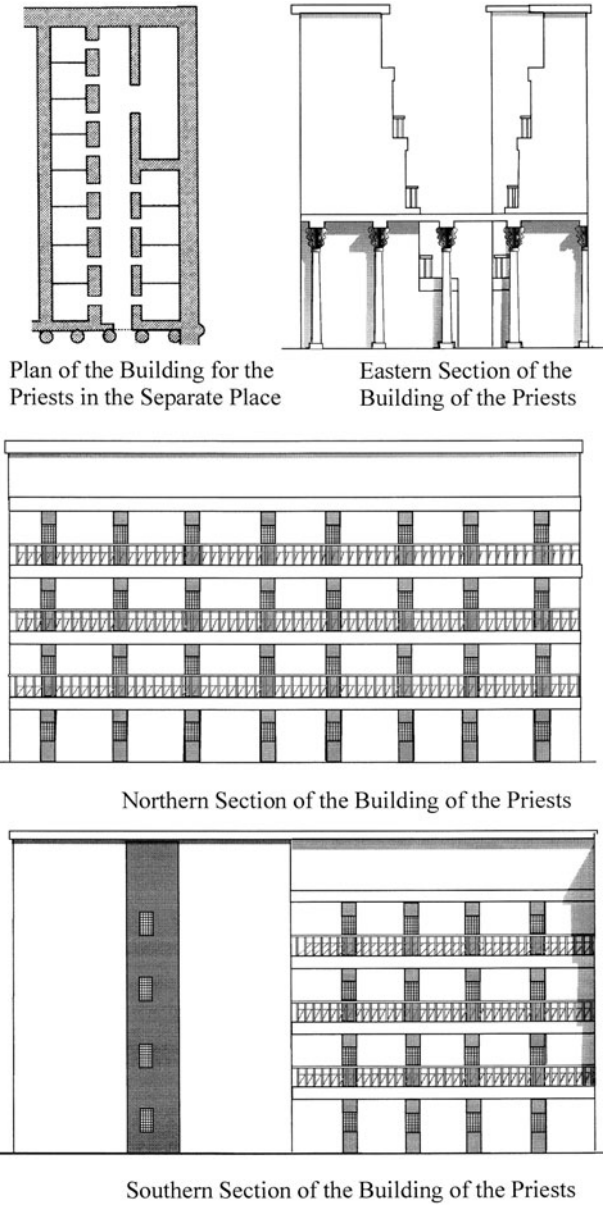 Plan of the Building for the
Priests in the Separate Place
Eastern Section of the
Building of the Priests
Northern Section of the Building of the Priests
Southern Section of the Building of the Priests